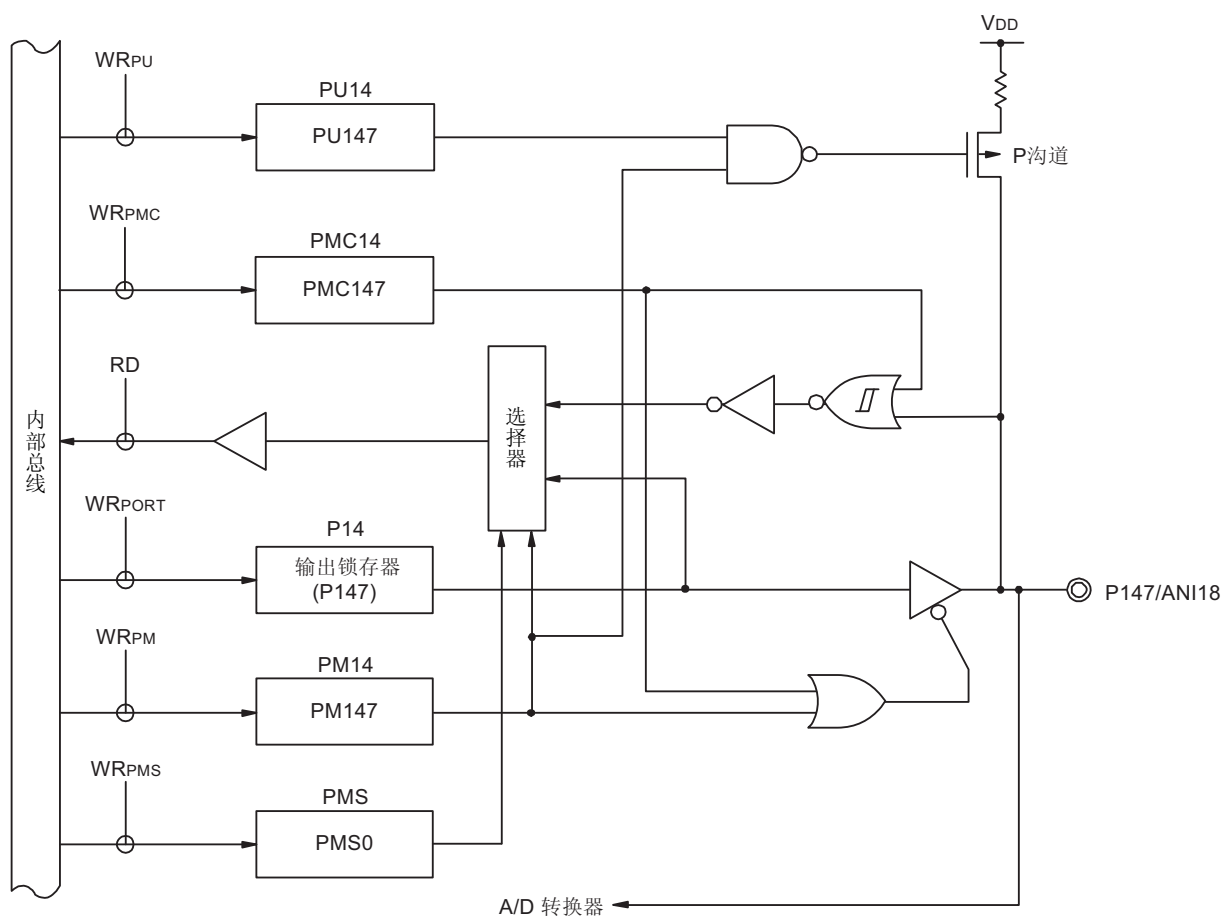 VDD
WRPU
PU14
PU147
P沟道
WRPMC
PMC14
PMC147
RD
选择器
内部总线
WRPORT
P14
输出锁存器
(P147)
P147/ANI18
WRPM
PM14
PM147
WRPMS
PMS
PMS0
A/D 转换器